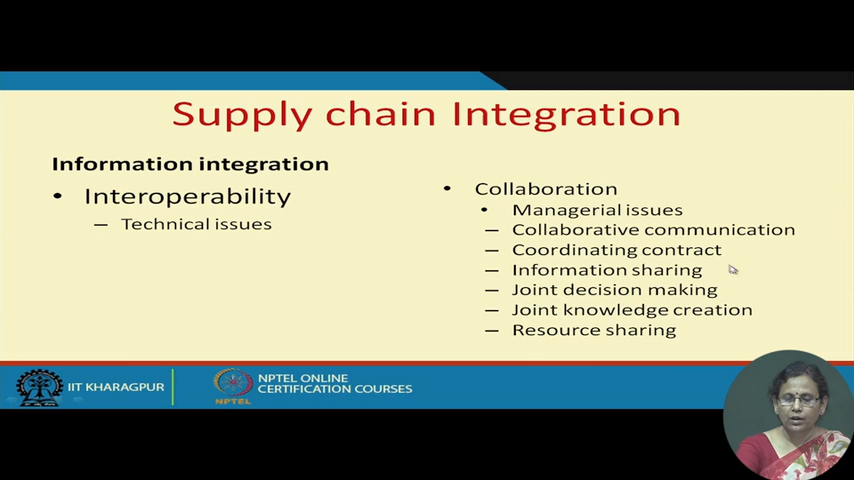 Supply chain Integration
Information integration
• Interoperability
– Technical issues
• Collaboration
• Managerial issues
– Collaborative communication
– Coordinating contract
– Information sharing
– Joint decision making
– Joint knowledge creation
– Resource sharing
IIT KHARAGPUR
NPTEL
NPTEL ONLINE
CERTIFICATION COURSES